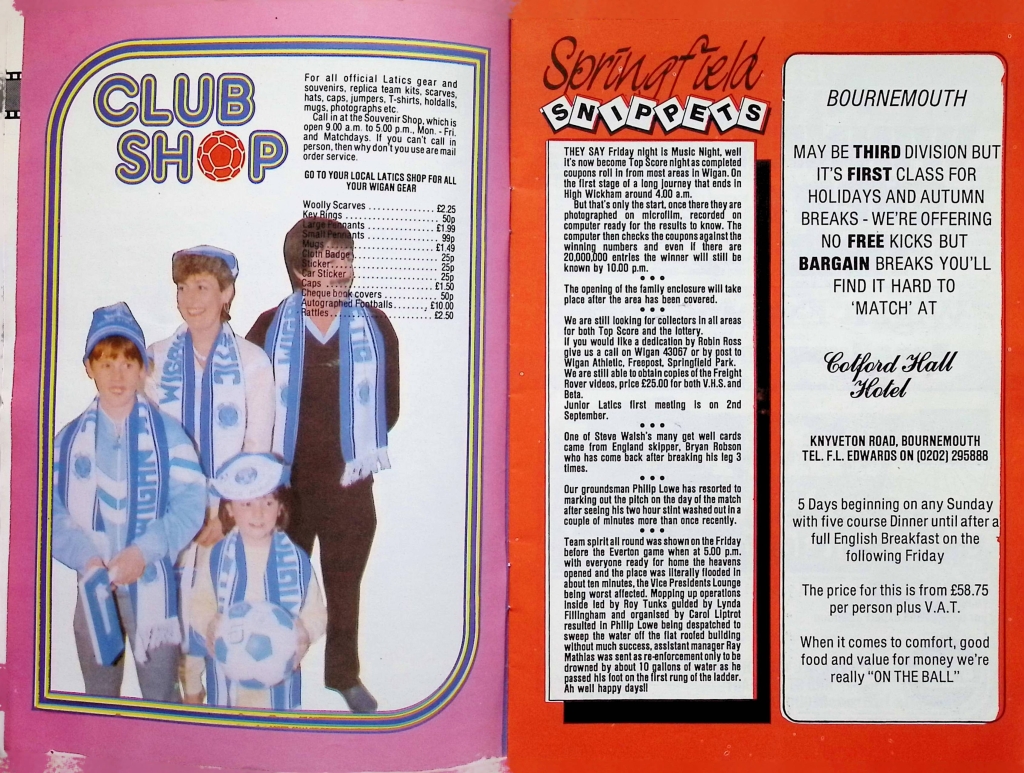 CLUB
SHOP
For all official Latics gear and
souvenirs, replica team kits, scarves,
hats, caps, jumpers, T-shirts, holdalls,
mugs, photographs etc.
Call in at the Souvenir Shop, which is
open 9.00 a.m. to 5.00 p.m., Mon. - Fri.
and Matchdays. If you can't call in
person, then why don't you use are mail
order service.
GO TO YOUR LOCAL LATICS SHOP FOR ALL
YOUR WIGAN GEAR
Woolly Scarves . . . . . . . . . . . . . . . £2.25
Key Rings . . . . . . . . . . . . . . . . . . . 50p
Large Pennants . . . . . . . . . . . . . . . £1.99
Small Pennants . . . . . . . . . . . . . . . 99p
Mugs . . . . . . . . . . . . . . . . . . . . . . £1.49
Cloth Badge . . . . . . . . . . . . . . . . . 25p
Sticker . . . . . . . . . . . . . . . . . . . . . 25p
Car Sticker . . . . . . . . . . . . . . . . . . 25p
Caps . . . . . . . . . . . . . . . . . . . . . . £1.50
Cheque book covers . . . . . . . . . . . 50p
Autographed Footballs . . . . . . . . . £10.00
Rattles . . . . . . . . . . . . . . . . . . . . . £2.50
WIGAN
WIGAN
Springfield
SNIPPETS
THEY SAY Friday night is Music Night, well
it's now become Top Score night as completed
coupons roll in from most areas in Wigan. On
the first stage of a long journey that ends in
High Wickham around 4.00 a.m.
But that's only the start, once there they are
photographed on microfilm, recorded on
computer ready for the results to know. The
computer then checks the coupons against the
winning numbers and even if there are
20,000,000 entries the winner will still be
known by 10.00 p.m.
• • •
The opening of the family enclosure will take
place after the area has been covered.
• • •
We are still looking for collectors in all areas
for both Top Score and the lottery.
If you would like a dedication by Robin Ross
give us a call on Wigan 43067 or by post to
Wigan Athletic, Freepost, Springfield Park.
We are still able to obtain copies of the Freight
Rover videos, price £25.00 for both V.H.S. and
Beta.
Junior Latics first meeting is on 2nd
September.
• • •
One of Steve Walsh's many get well cards
came from England skipper, Bryan Robson
who has come back after breaking his leg 3
times.
• • •
Our groundsman Philip Lowe has resorted to
marking out the pitch on the day of the match
after seeing his two hour stint washed out in a
couple of minutes more than once recently.
• • •
Team spirit all round was shown on the Friday
before the Everton game when at 5.00 p.m.
with everyone ready for home the heavens
opened and the place was literally flooded in
about ten minutes, the Vice Presidents Lounge
being worst affected. Mopping up operations
inside led by Roy Tunks guided by Lynda
Fillingham and organised by Carol Liptrot
resulted in Philip Lowe being despatched to
sweep the water off the flat roofed building
without much success, assistant manager Ray
Mathias was sent as re-enforcement only to be
drowned by about 10 gallons of water as he
passed his foot on the first rung of the ladder.
Ah well happy days!!
BOURNEMOUTH
MAY BE THIRD DIVISION BUT
IT'S FIRST CLASS FOR
HOLIDAYS AND AUTUMN
BREAKS - WE'RE OFFERING
NO FREE KICKS BUT
BARGAIN BREAKS YOU'LL
FIND IT HARD TO
'MATCH' AT
Cotford Hall
Hotel
KNYVETON ROAD, BOURNEMOUTH
TEL. F.L. EDWARDS ON (0202) 295888
5 Days beginning on any Sunday
with five course Dinner until after a
full English Breakfast on the
following Friday
The price for this is from £58.75
per person plus V.A.T.
When it comes to comfort, good
food and value for money we're
really "ON THE BALL"